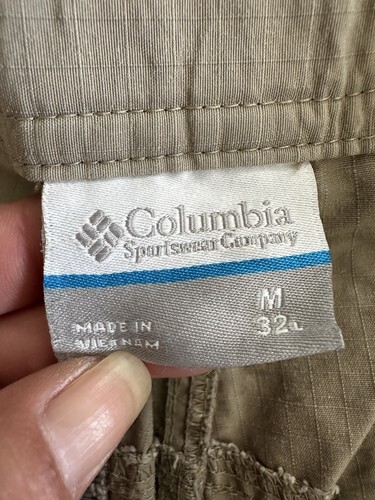 Columbia
Sportswear Company
M
32L
MADE IN
VIETNAM